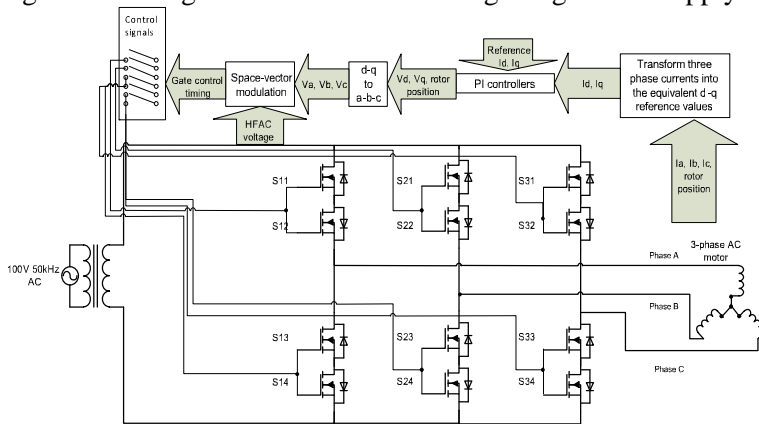 Control
signals
Gate control
timing
Space-vector
modulation
HFAC
voltage
Va, Vb, Vc
d-q
to
a-b-c
Vd, Vq, rotor
position
Reference
Id, Iq
PI controllers
Id, Iq
Transform three
phase currents into
the equivalent d-q
reference values
Ia, Ib, Ic,
rotor
position
S11
S12
S21
S22
S31
S32
100V 50kHz
AC
Phase A
3-phase AC
motor
Phase B
Phase C
S13
S14
S23
S24
S33
S34